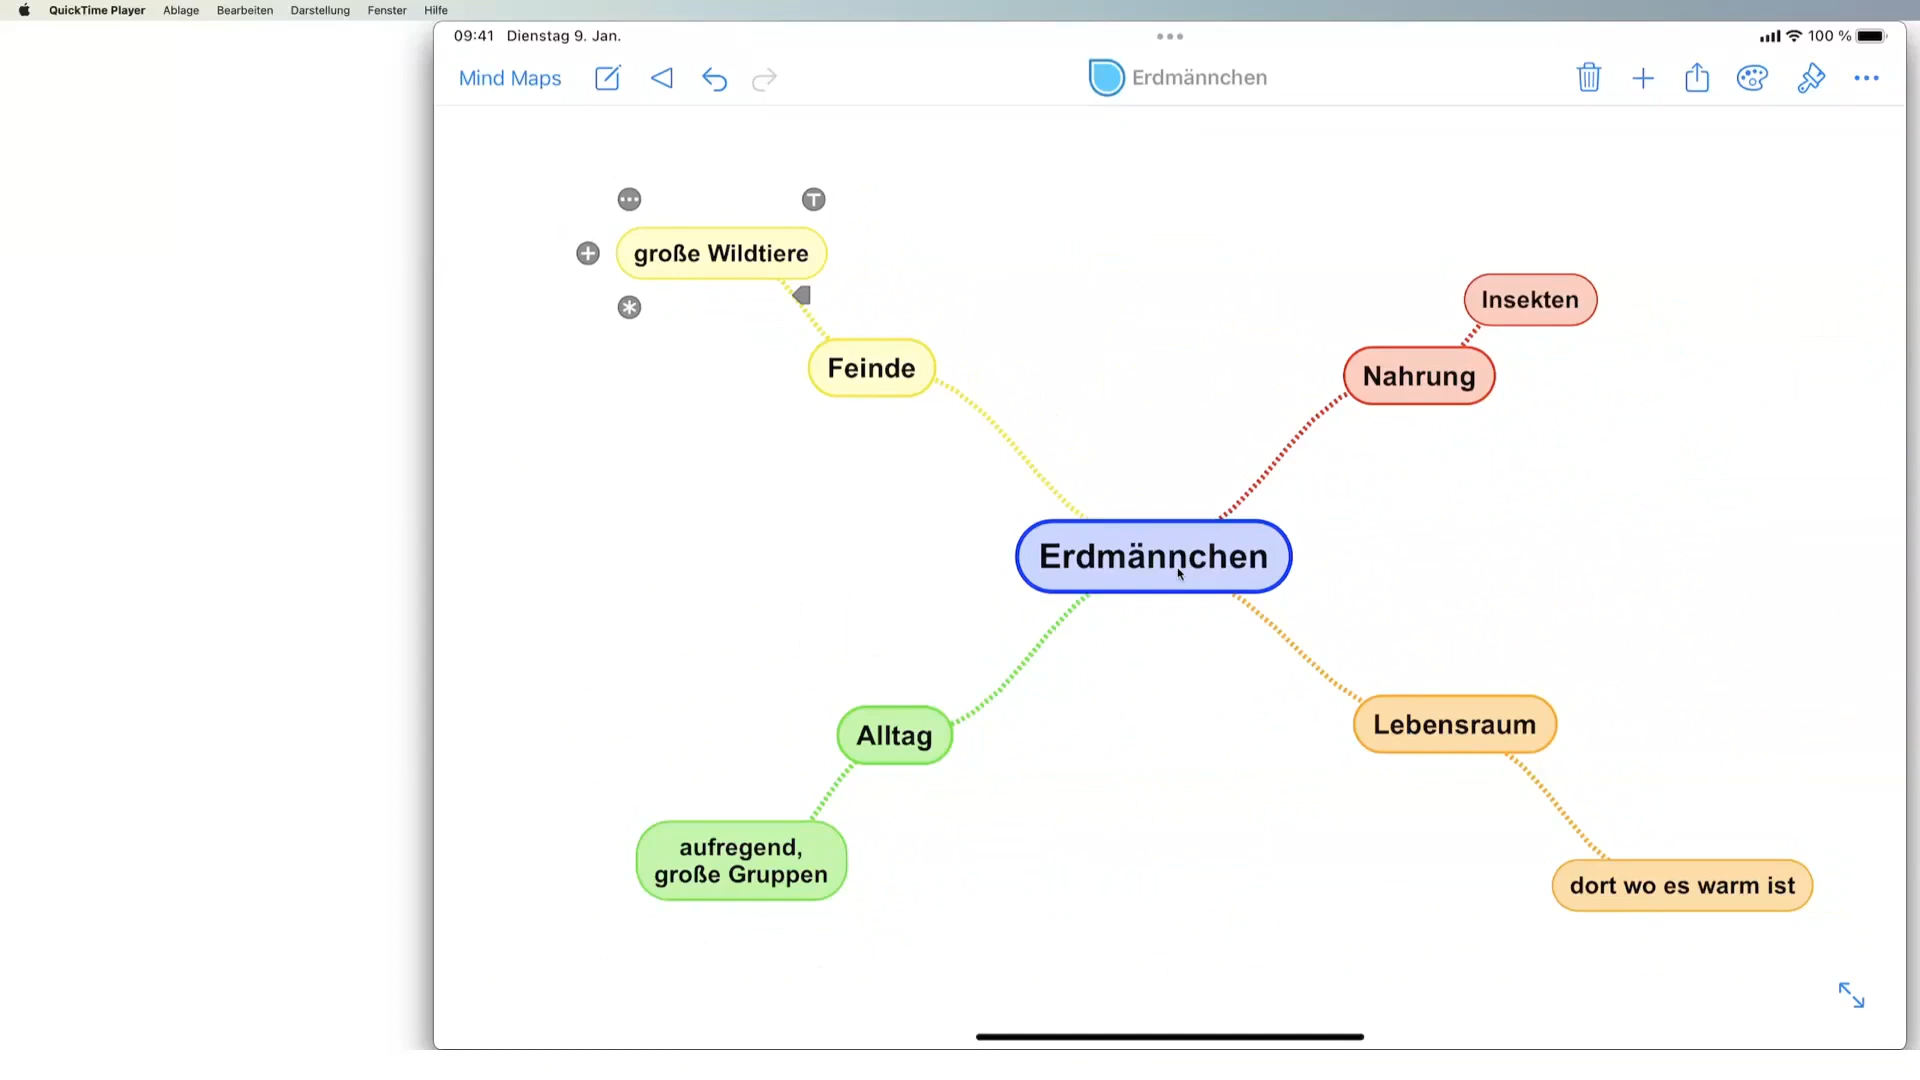 QuickTime Player Ablage Bearbeiten Darstellung Fenster Hilfe
09:41 Dienstag 9. Jan.
100 %
Mind Maps
Erdmännchen
große Wildtiere
Insekten
Feinde
Nahrung
Erdmännchen
Alltag
Lebensraum
aufregend,
große Gruppen
dort wo es warm ist